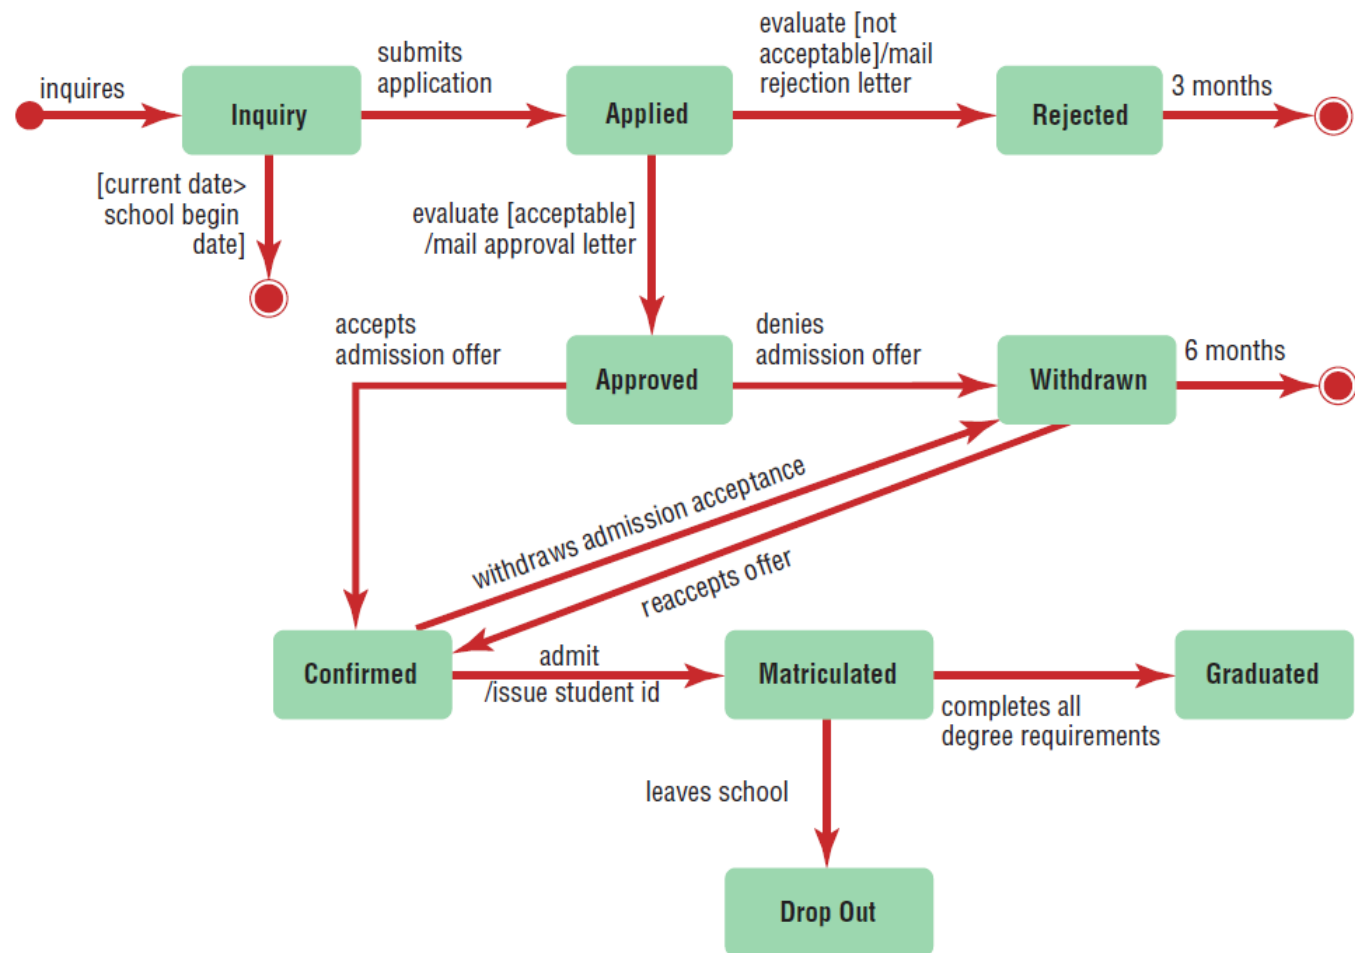 inquires
Inquiry
submits
application
Applied
evaluate [not
acceptable]/mail
rejection letter
Rejected
3 months
[current date>
school begin
date]
evaluate [acceptable]
/mail approval letter
accepts
admission offer
Approved
denies
admission offer
Withdrawn
6 months
withdraws admission acceptance
reaccepts offer
Confirmed
admit
/issue student id
Matriculated
completes all
degree requirements
Graduated
leaves school
Drop Out